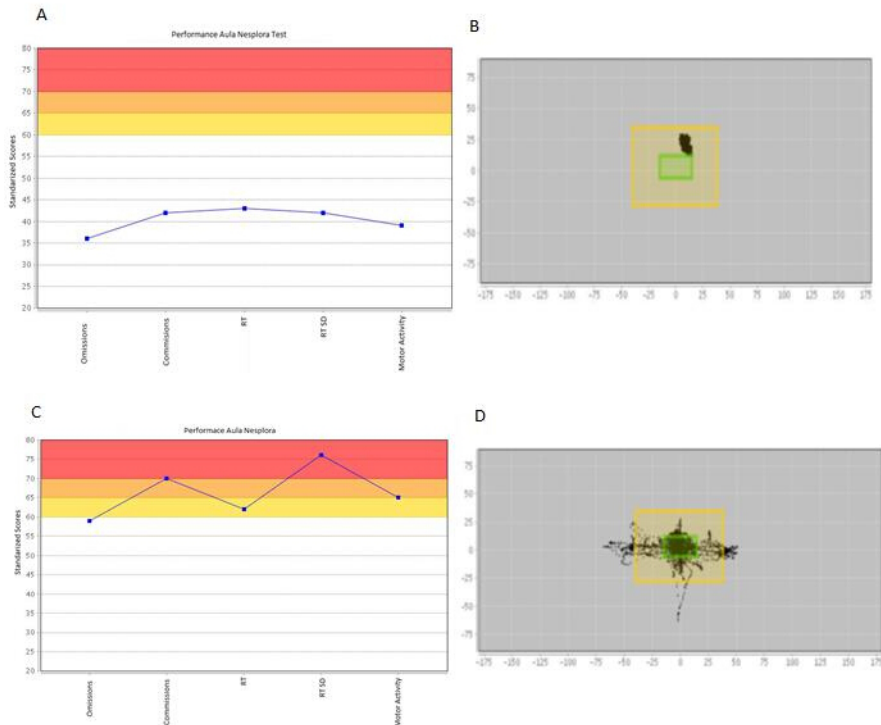 A
Performance Aula Nesplora Test
Standarized Scores
80
75
70
65
60
55
50
45
40
35
30
25
20
Omissions
Commisions
RT
RT SD
Motor Activity
B
75
50
25
0
-25
-50
-75
-175 -150 -125 -100 -75 -50 -25 0 25 50 75 100 125 150 175
C
Performace Aula Nesplora
Standarized Scores
80
75
70
65
60
55
50
45
40
35
30
25
20
Omissions
Commissions
RT
RT SD
Motor Activity
D
75
50
25
0
-25
-50
-75
-175 -150 -125 -100 -75 -50 -25 0 25 50 75 100 125 150 175